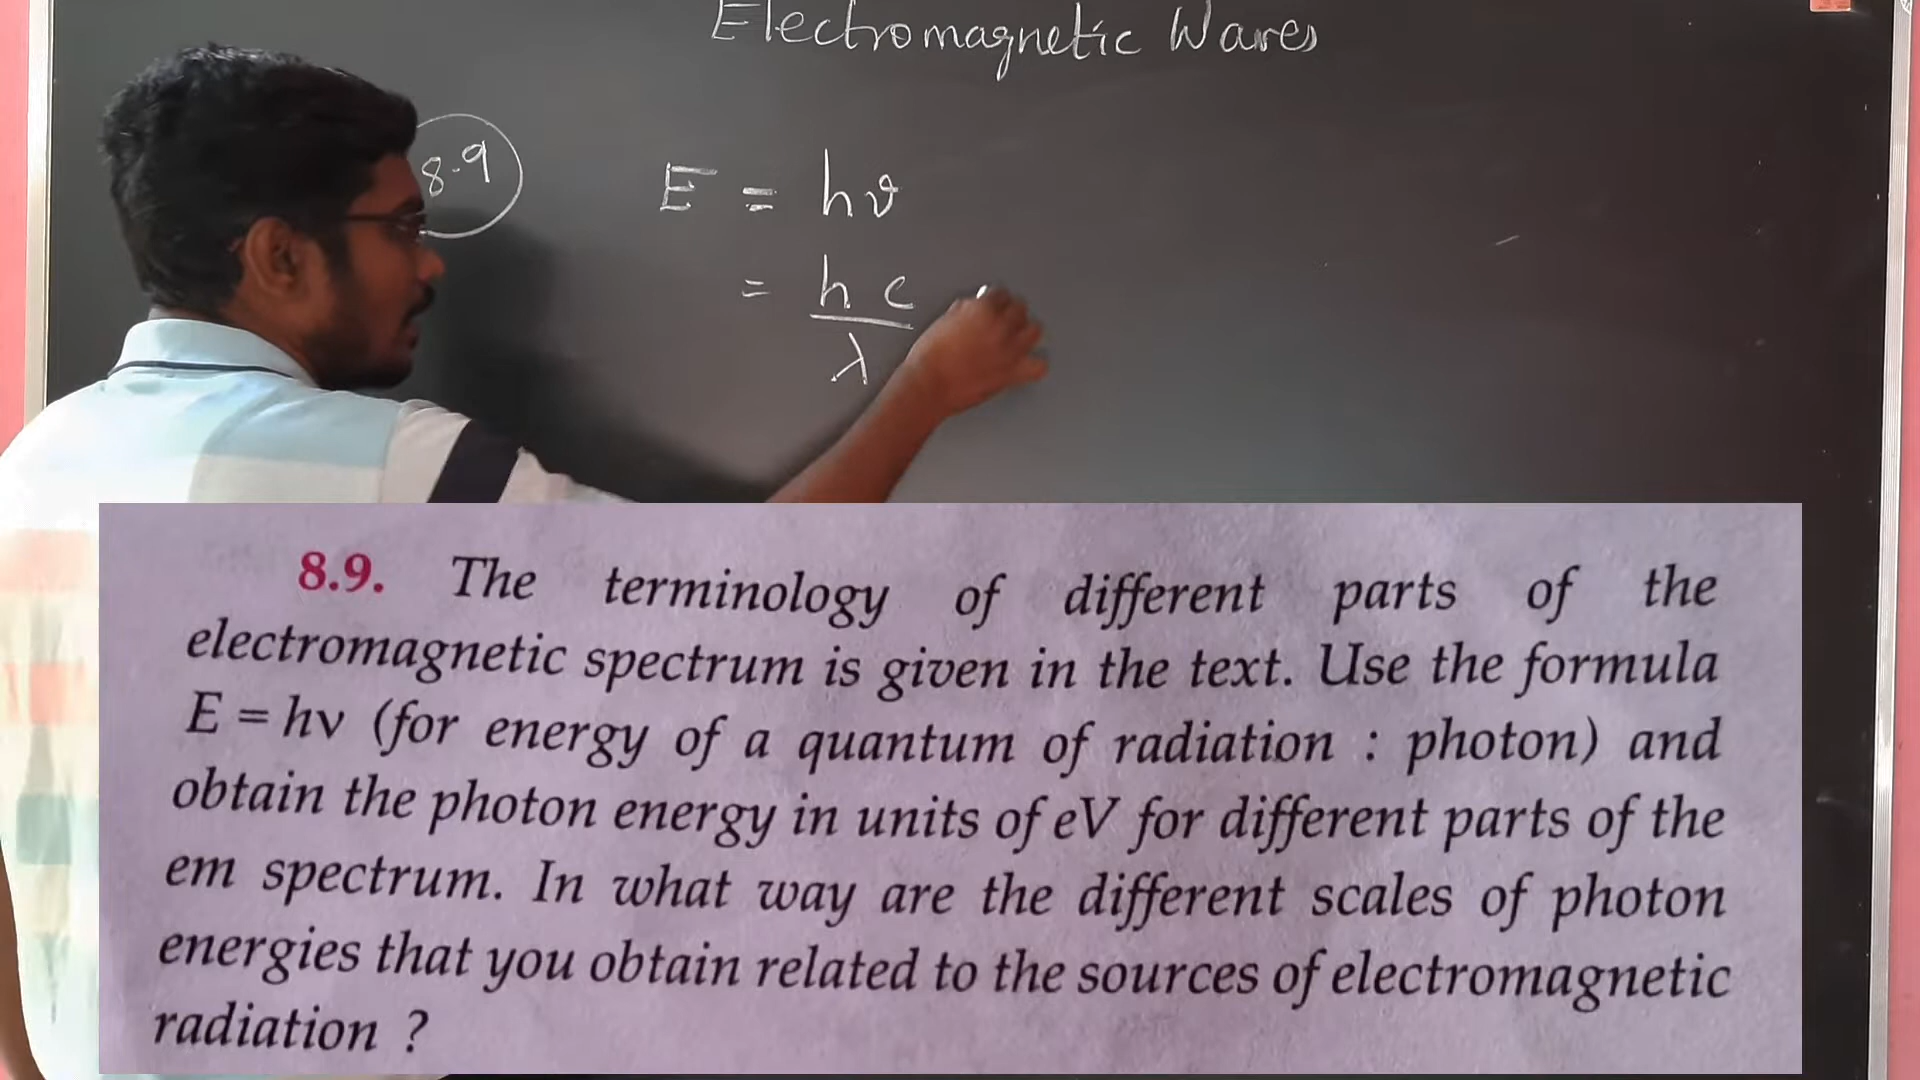 Electromagnetic Waves
8.9
E = hν
= hc/λ
8.9. The terminology of different parts of the
electromagnetic spectrum is given in the text. Use the formula
E = hν (for energy of a quantum of radiation : photon) and
obtain the photon energy in units of eV for different parts of the
em spectrum. In what way are the different scales of photon
energies that you obtain related to the sources of electromagnetic
radiation ?